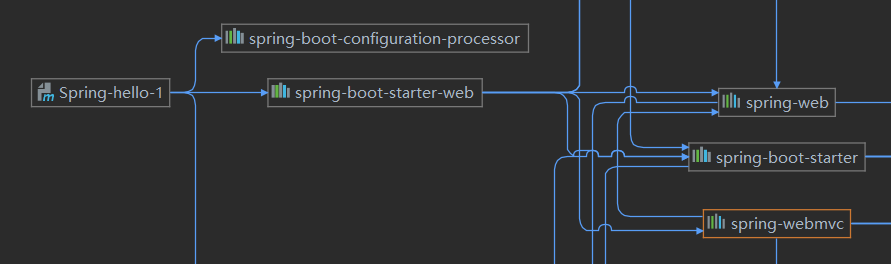 spring-boot-configuration-processor
Spring-hello-1
spring-boot-starter-web
spring-web
spring-boot-starter
spring-webmvc